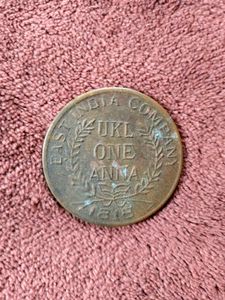 EAST INDIA COMPANY
UKL
ONE
ANNA
1818